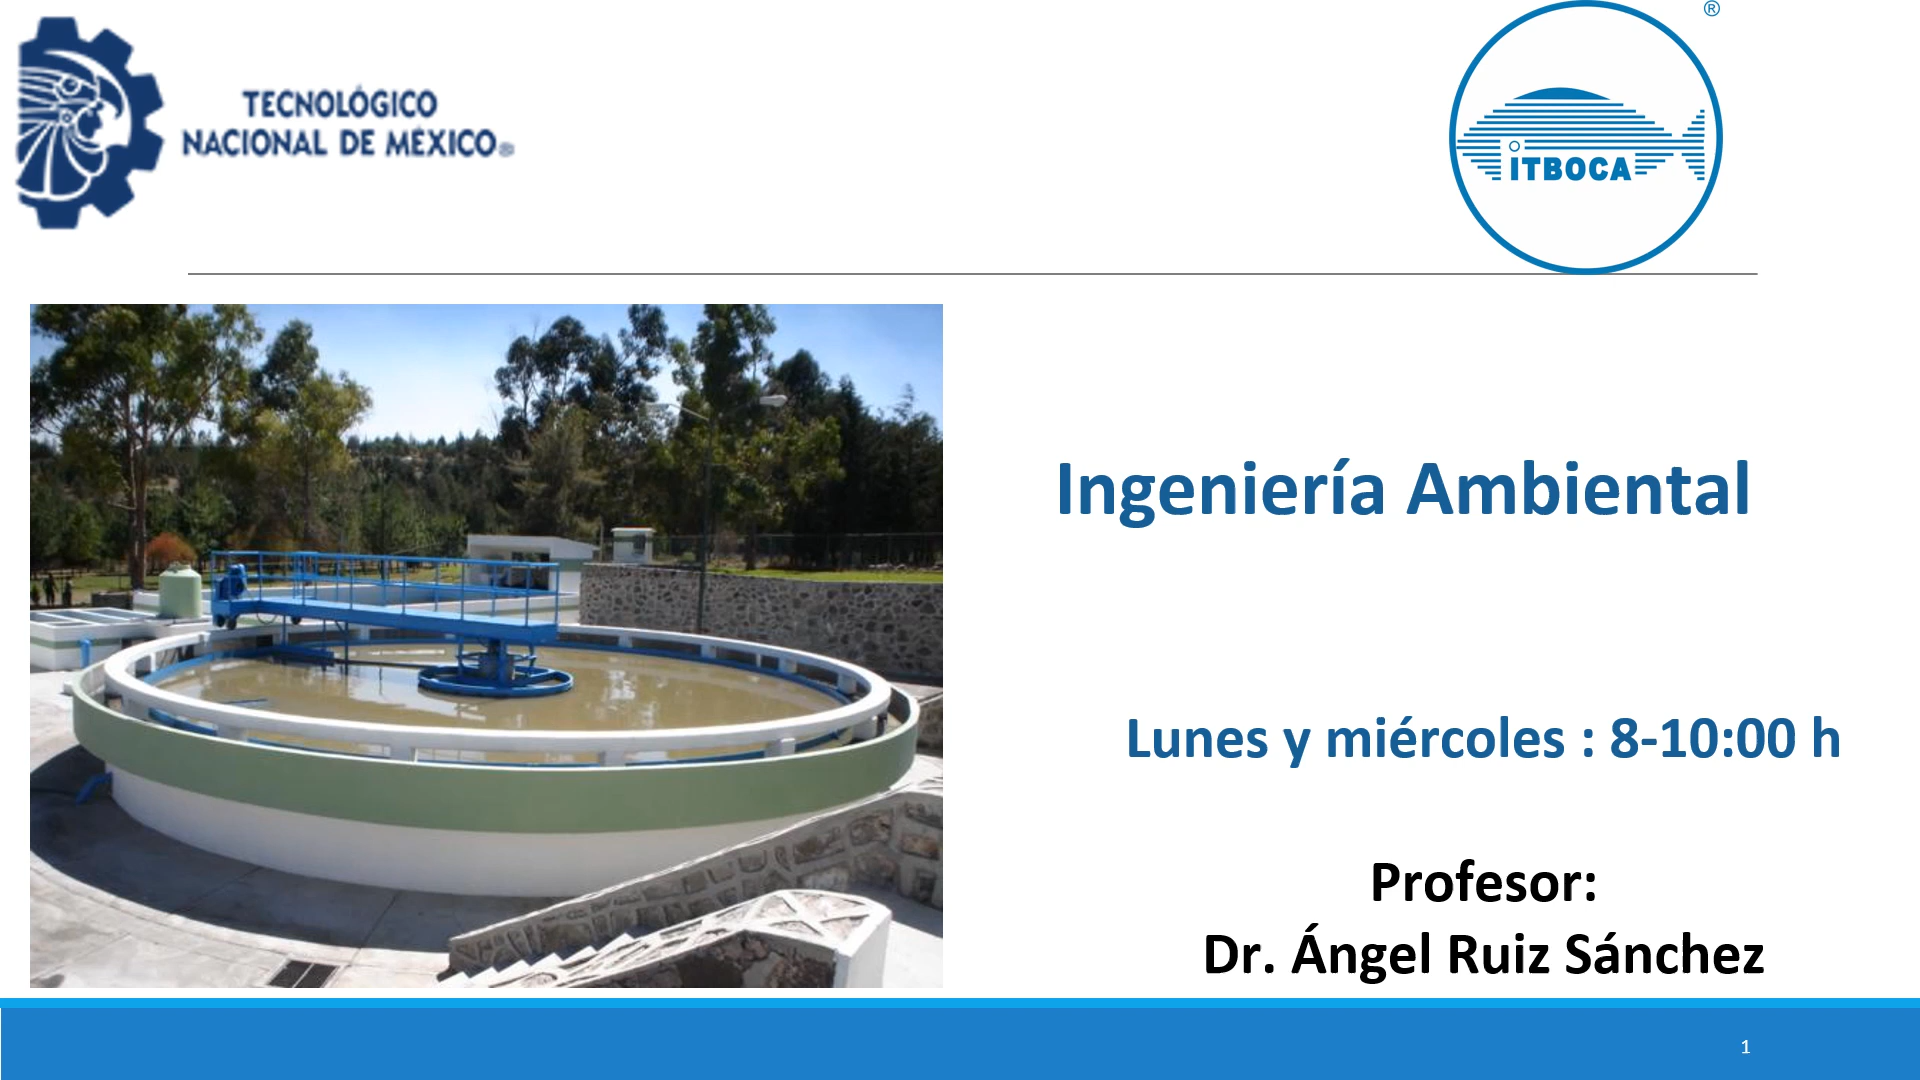 TECNOLÓGICO
NACIONAL DE MÉXICO®
®
ITBOCA
Ingeniería Ambiental
Lunes y miércoles : 8-10:00 h
Profesor:
Dr. Ángel Ruiz Sánchez
1